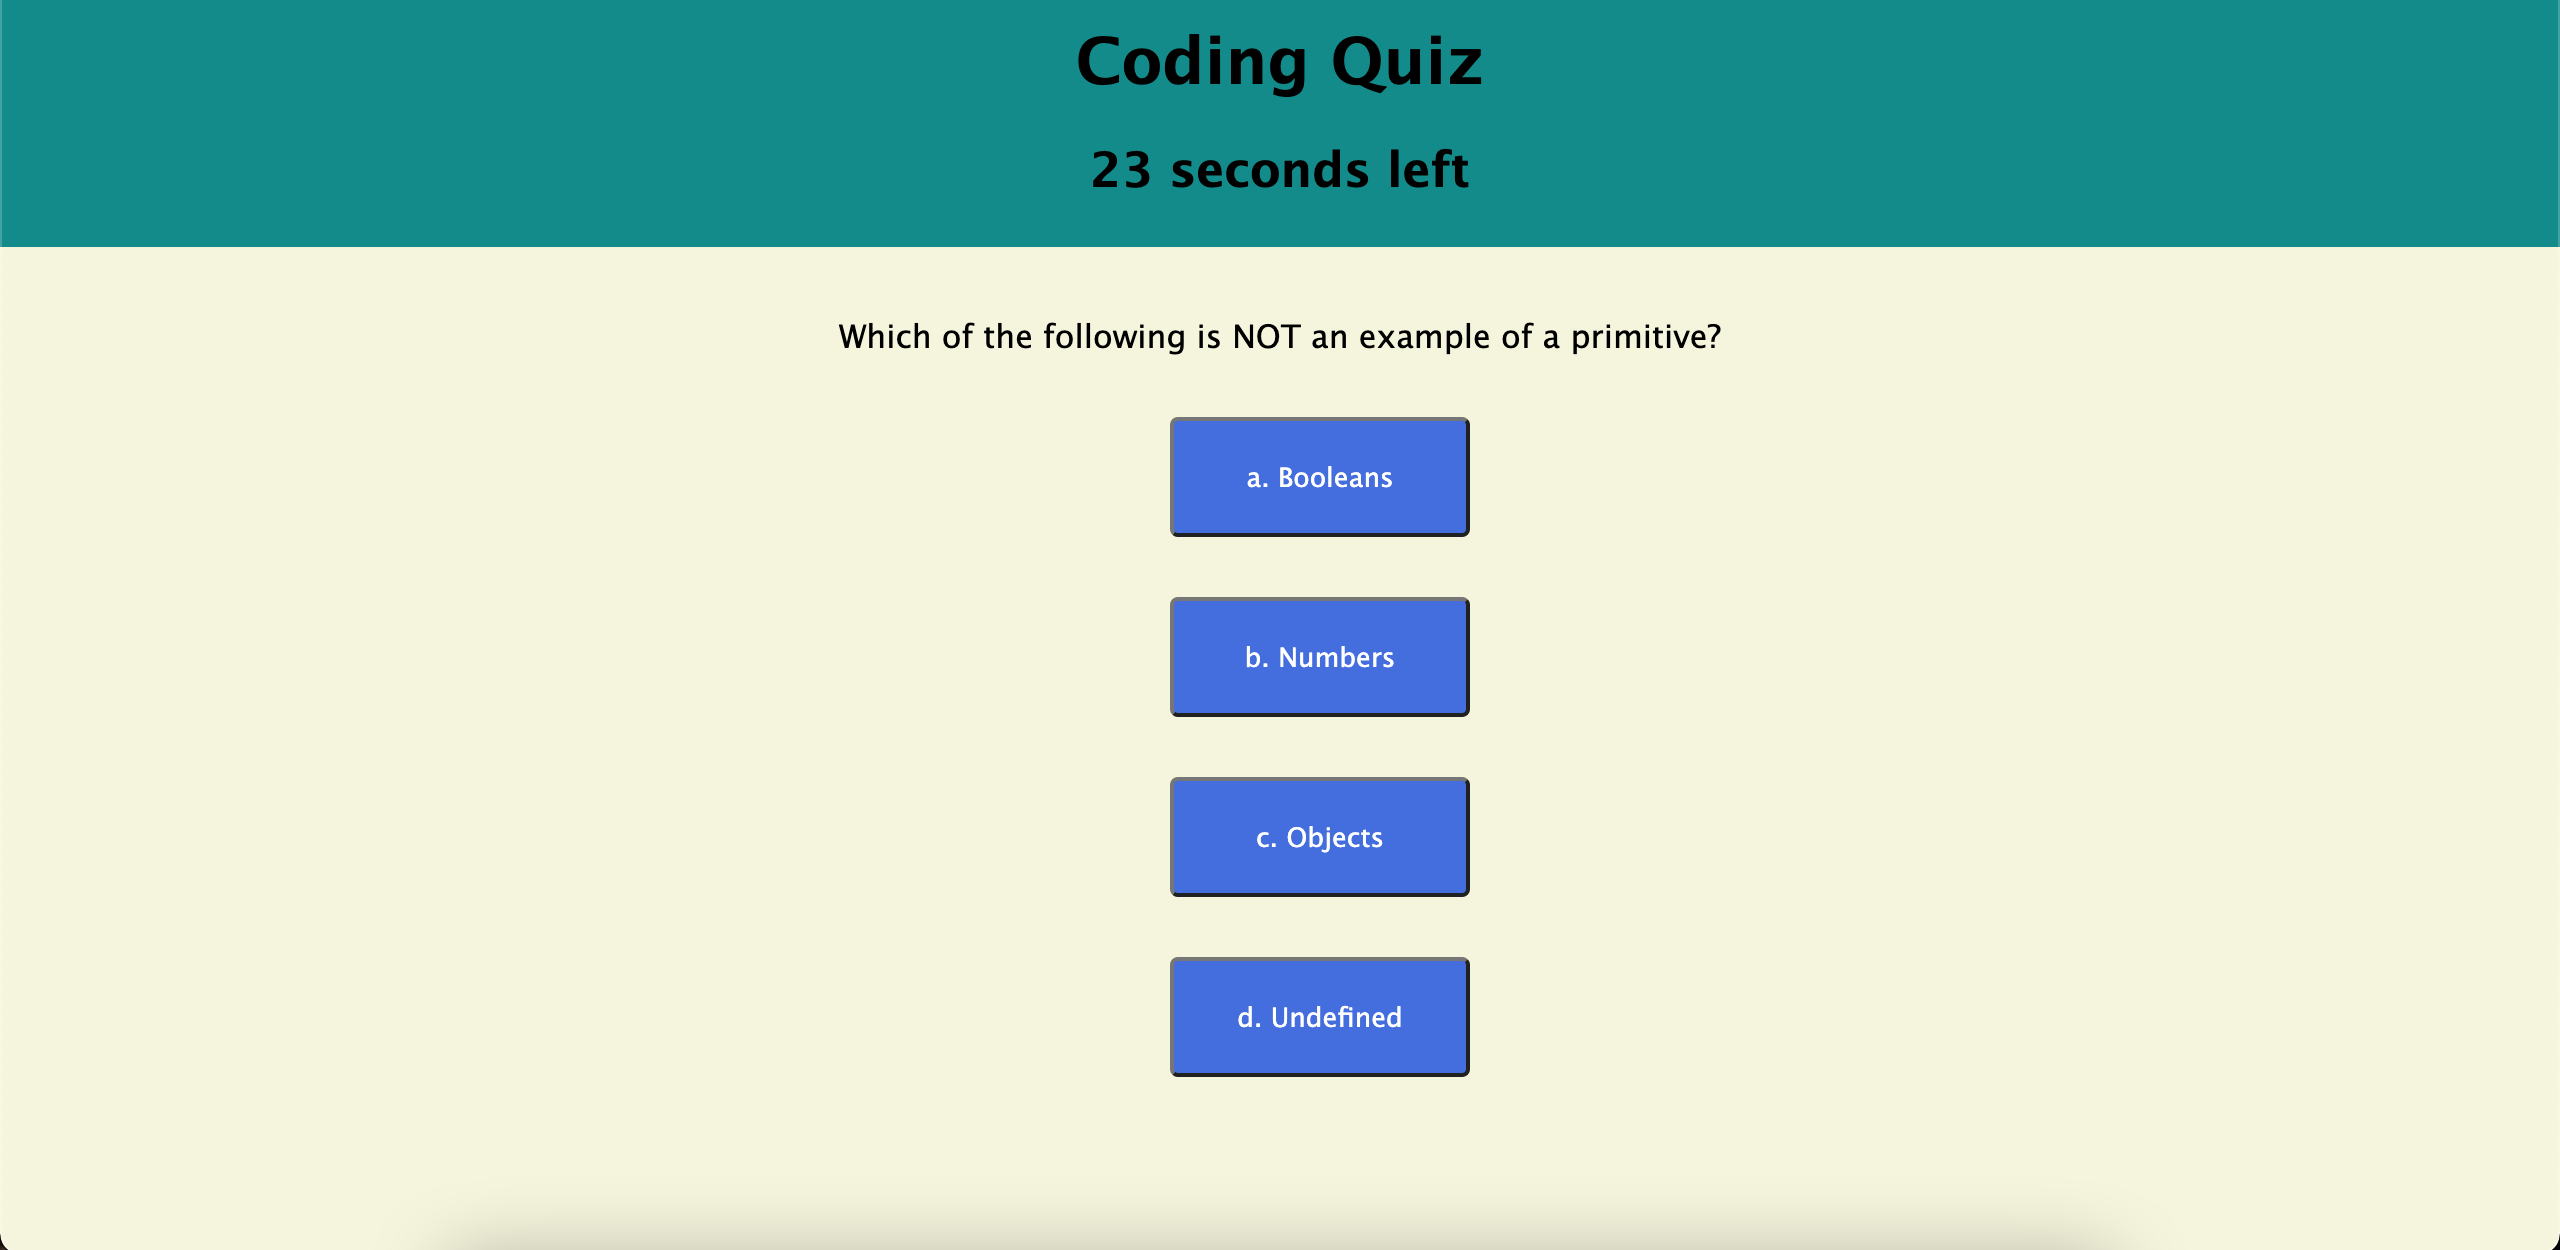 Coding Quiz
23 seconds left
Which of the following is NOT an example of a primitive?
a. Booleans
b. Numbers
c. Objects
d. Undefined